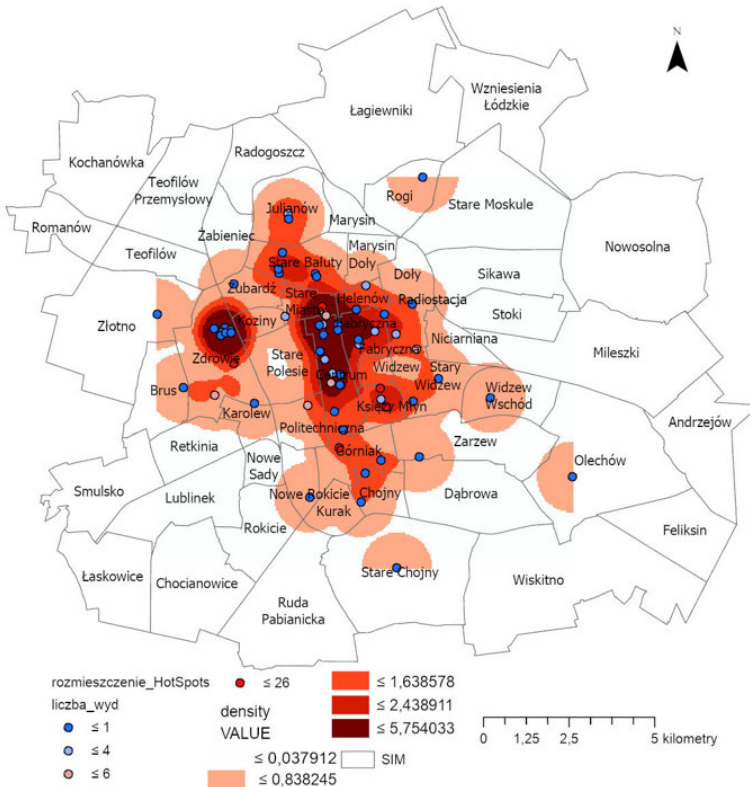 N
Wzniesienia
Łódzkie
Łagiewniki
Kochanówka
Radogoszcz
Teofilów
Przemysłowy
Rogi
Stare Moskule
Julianów
Marysin
Romanów
Żabieniec
Nowosolna
Teofilów
Marysin
Doły
Stare Bałuty
Doły
Sikawa
Żubardź
Stare
Miasto
Helenów
Radiostacja
Złotno
Koziny
Fabryczna
Stoki
Niciarniana
Zdrowie
Stare
Polesie
Fabryczna
Mileszki
Widzew
Stary
Widzew
Centrum
Brus
Widzew
Wschód
Karolew
Księży Młyn
Andrzejów
Politechniczna
Retkinia
Górniak
Zarzew
Nowe
Sady
Olechów
Smulsko
Lublinek
Nowe Rokicie
Chojny
Dąbrowa
Kurak
Rokicie
Feliksin
Łaskowice
Chocianowice
Stare Chojny
Wiskitno
Ruda
Pabianicka
rozmieszczenie_HotSpots
liczba_wyd
≤ 1
≤ 4
≤ 6
≤ 26
density
VALUE
≤ 0,037912
≤ 0,838245
≤ 1,638578
≤ 2,438911
≤ 5,754033
SIM
0 1,25 2,5 5 kilometry